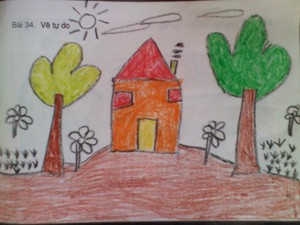 Bài 34. Vẽ tự do